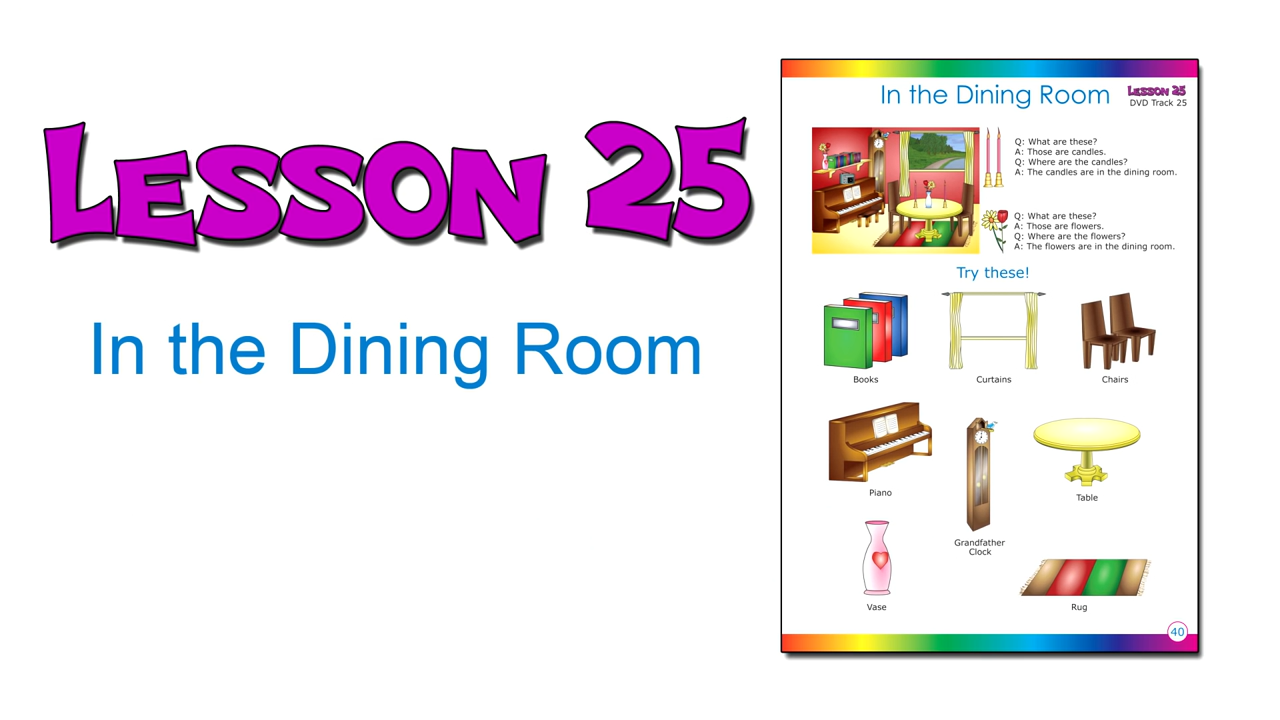 LESSON 25
In the Dining Room
In the Dining Room
LESSON 25
DVD Track 25
Q: What are these?
A: Those are candles.
Q: Where are the candles?
A: The candles are in the dining room.
Q: What are these?
A: Those are flowers.
Q: Where are the flowers?
A: The flowers are in the dining room.
Try these!
Books
Curtains
Chairs
Piano
Grandfather
Clock
Table
Vase
Rug
40